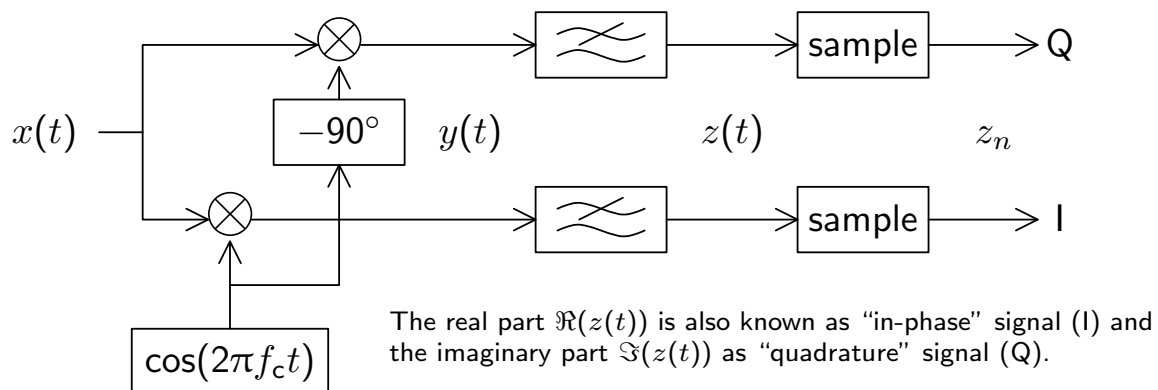 sample
Q
x(t)
−90°
y(t)
z(t)
zₙ
sample
I
The real part ℜ(z(t)) is also known as “in-phase” signal (I) and
the imaginary part ℑ(z(t)) as “quadrature” signal (Q).
cos(2πf_c t)